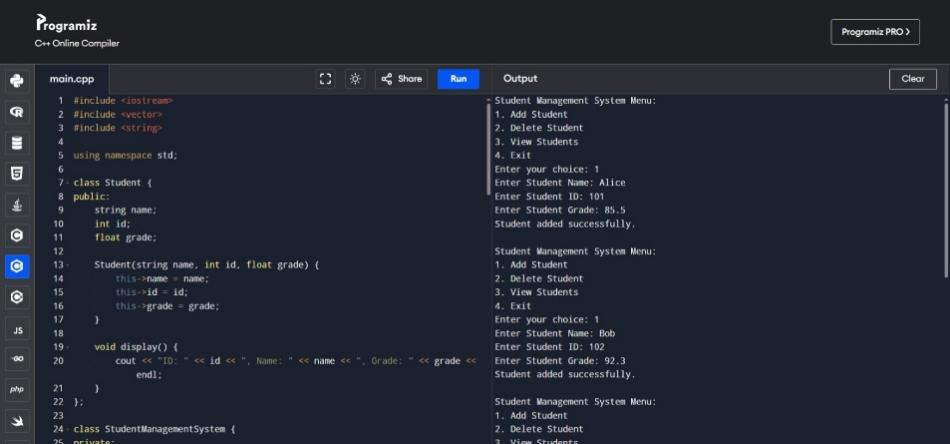 Programiz
C++ Online Compiler
Programiz PRO >
main.cpp
Share
Run
Output
Clear
1 #include <iostream>
2 #include <vector>
3 #include <string>
4
5 using namespace std;
6
7 class Student {
8 public:
9 string name;
10 int id;
11 float grade;
12
13 Student(string name, int id, float grade) {
14 this->name = name;
15 this->id = id;
16 this->grade = grade;
17 }
18
19 void display() {
20 cout << "ID: " << id << ", Name: " << name << ", Grade: " << grade <<
endl;
21 }
22 };
23
24 class StudentManagementSystem {
25 private:
JS
GO
php
Student Management System Menu:
1. Add Student
2. Delete Student
3. View Students
4. Exit
Enter your choice: 1
Enter Student Name: Alice
Enter Student ID: 101
Enter Student Grade: 85.5
Student added successfully.
Student Management System Menu:
1. Add Student
2. Delete Student
3. View Students
4. Exit
Enter your choice: 1
Enter Student Name: Bob
Enter Student ID: 102
Enter Student Grade: 92.3
Student added successfully.
Student Management System Menu:
1. Add Student
2. Delete Student
3. View Students